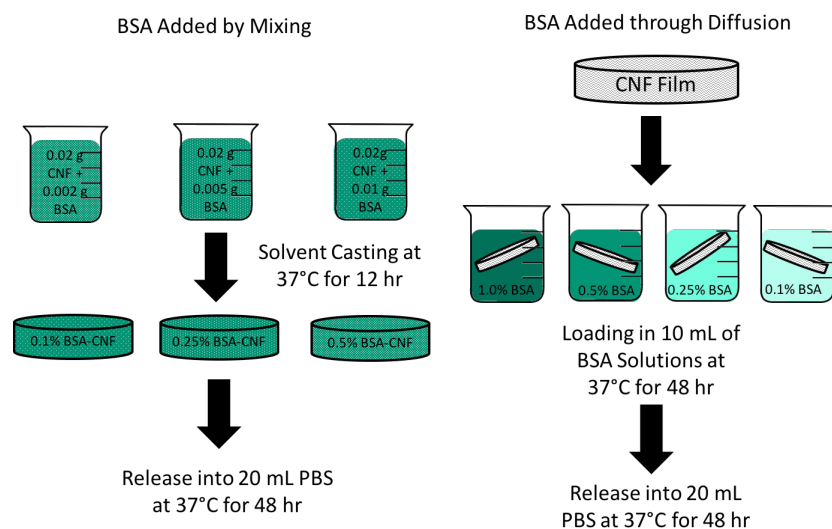 BSA Added by Mixing
0.02 g
CNF +
0.002 g
BSA
0.02 g
CNF +
0.005 g
BSA
0.02g
CNF +
0.01 g
BSA
Solvent Casting at
37°C for 12 hr
0.1% BSA-CNF
0.25% BSA-CNF
0.5% BSA-CNF
Release into 20 mL PBS
at 37°C for 48 hr
BSA Added through Diffusion
CNF Film
1.0% BSA
0.5% BSA
0.25% BSA
0.1% BSA
Loading in 10 mL of
BSA Solutions at
37°C for 48 hr
Release into 20 mL
PBS at 37°C for 48 hr